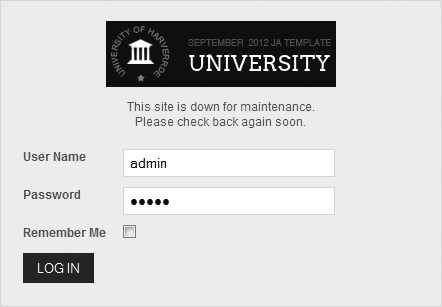 UNIVERSITY OF HARVERRDE
SEPTEMBER 2012 JA TEMPLATE
UNIVERSITY
This site is down for maintenance.
Please check back again soon.
User Name
admin
Password
•••••
Remember Me
LOG IN